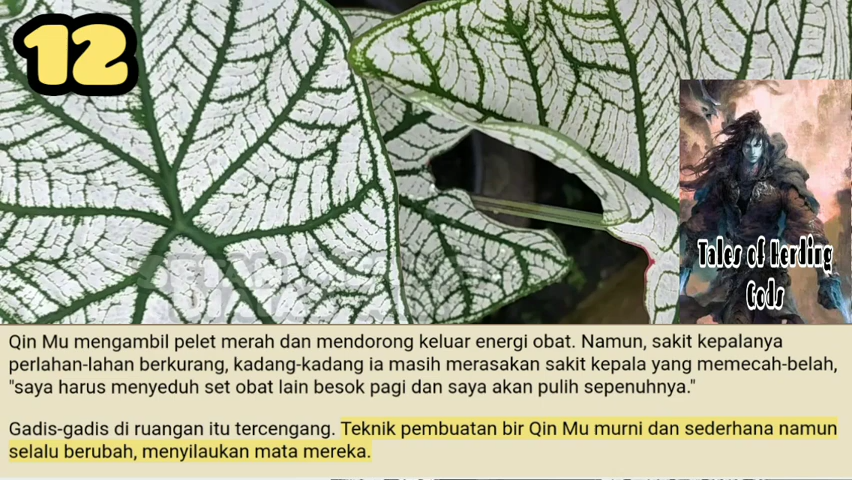 12
Tales of Herding
Gods
Qin Mu mengambil pelet merah dan mendorong keluar energi obat. Namun, sakit kepalanya
perlahan-lahan berkurang, kadang-kadang ia masih merasakan sakit kepala yang memecah-belah,
"saya harus menyeduh set obat lain besok pagi dan saya akan pulih sepenuhnya."
Gadis-gadis di ruangan itu tercengang. Teknik pembuatan bir Qin Mu murni dan sederhana namun
selalu berubah, menyilaukan mata mereka.